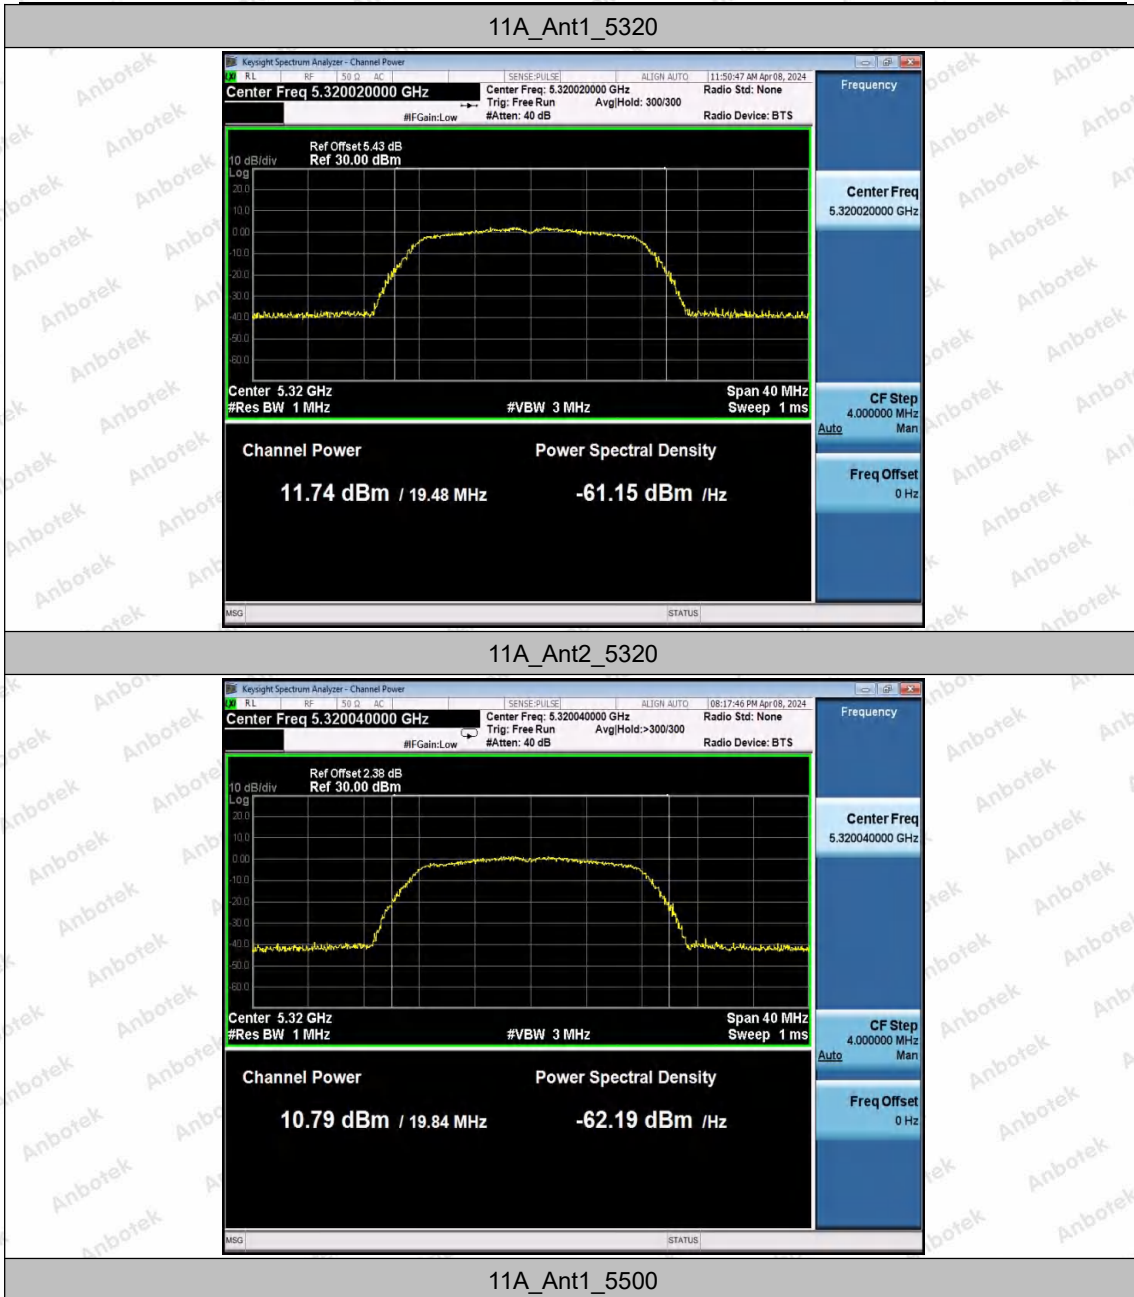 11A_Ant1_5320
Keysight Spectrum Analyzer - Channel Power
RL RF 50 Ω AC SENSE:PULSE ALIGN AUTO 11:50:47 AM Apr 08, 2024
Center Freq 5.320020000 GHz
Center Freq: 5.320020000 GHz
Radio Std: None
Trig: Free Run Avg|Hold: 300/300
#IFGain:Low #Atten: 40 dB Radio Device: BTS
Frequency
Ref Offset 5.43 dB
10 dB/div Ref 30.00 dBm
Log
20.0
10.0
0.00
-10.0
-20.0
-30.0
-40.0
-50.0
-60.0
Center Freq
5.320020000 GHz
Center 5.32 GHz Span 40 MHz
#Res BW 1 MHz #VBW 3 MHz Sweep 1 ms
CF Step
4.000000 MHz
Auto Man
Channel Power Power Spectral Density
11.74 dBm / 19.48 MHz -61.15 dBm /Hz
Freq Offset
0 Hz
MSG STATUS
11A_Ant2_5320
Keysight Spectrum Analyzer - Channel Power
RL RF 50 Ω AC SENSE:PULSE ALIGN AUTO 08:17:46 PM Apr 08, 2024
Center Freq 5.320040000 GHz
Center Freq: 5.320040000 GHz
Radio Std: None
Trig: Free Run Avg|Hold:>300/300
#IFGain:Low #Atten: 40 dB Radio Device: BTS
Frequency
Ref Offset 2.38 dB
10 dB/div Ref 30.00 dBm
Log
20.0
10.0
0.00
-10.0
-20.0
-30.0
-40.0
-50.0
-60.0
Center Freq
5.320040000 GHz
Center 5.32 GHz Span 40 MHz
#Res BW 1 MHz #VBW 3 MHz Sweep 1 ms
CF Step
4.000000 MHz
Auto Man
Channel Power Power Spectral Density
10.79 dBm / 19.84 MHz -62.19 dBm /Hz
Freq Offset
0 Hz
MSG STATUS
11A_Ant1_5500